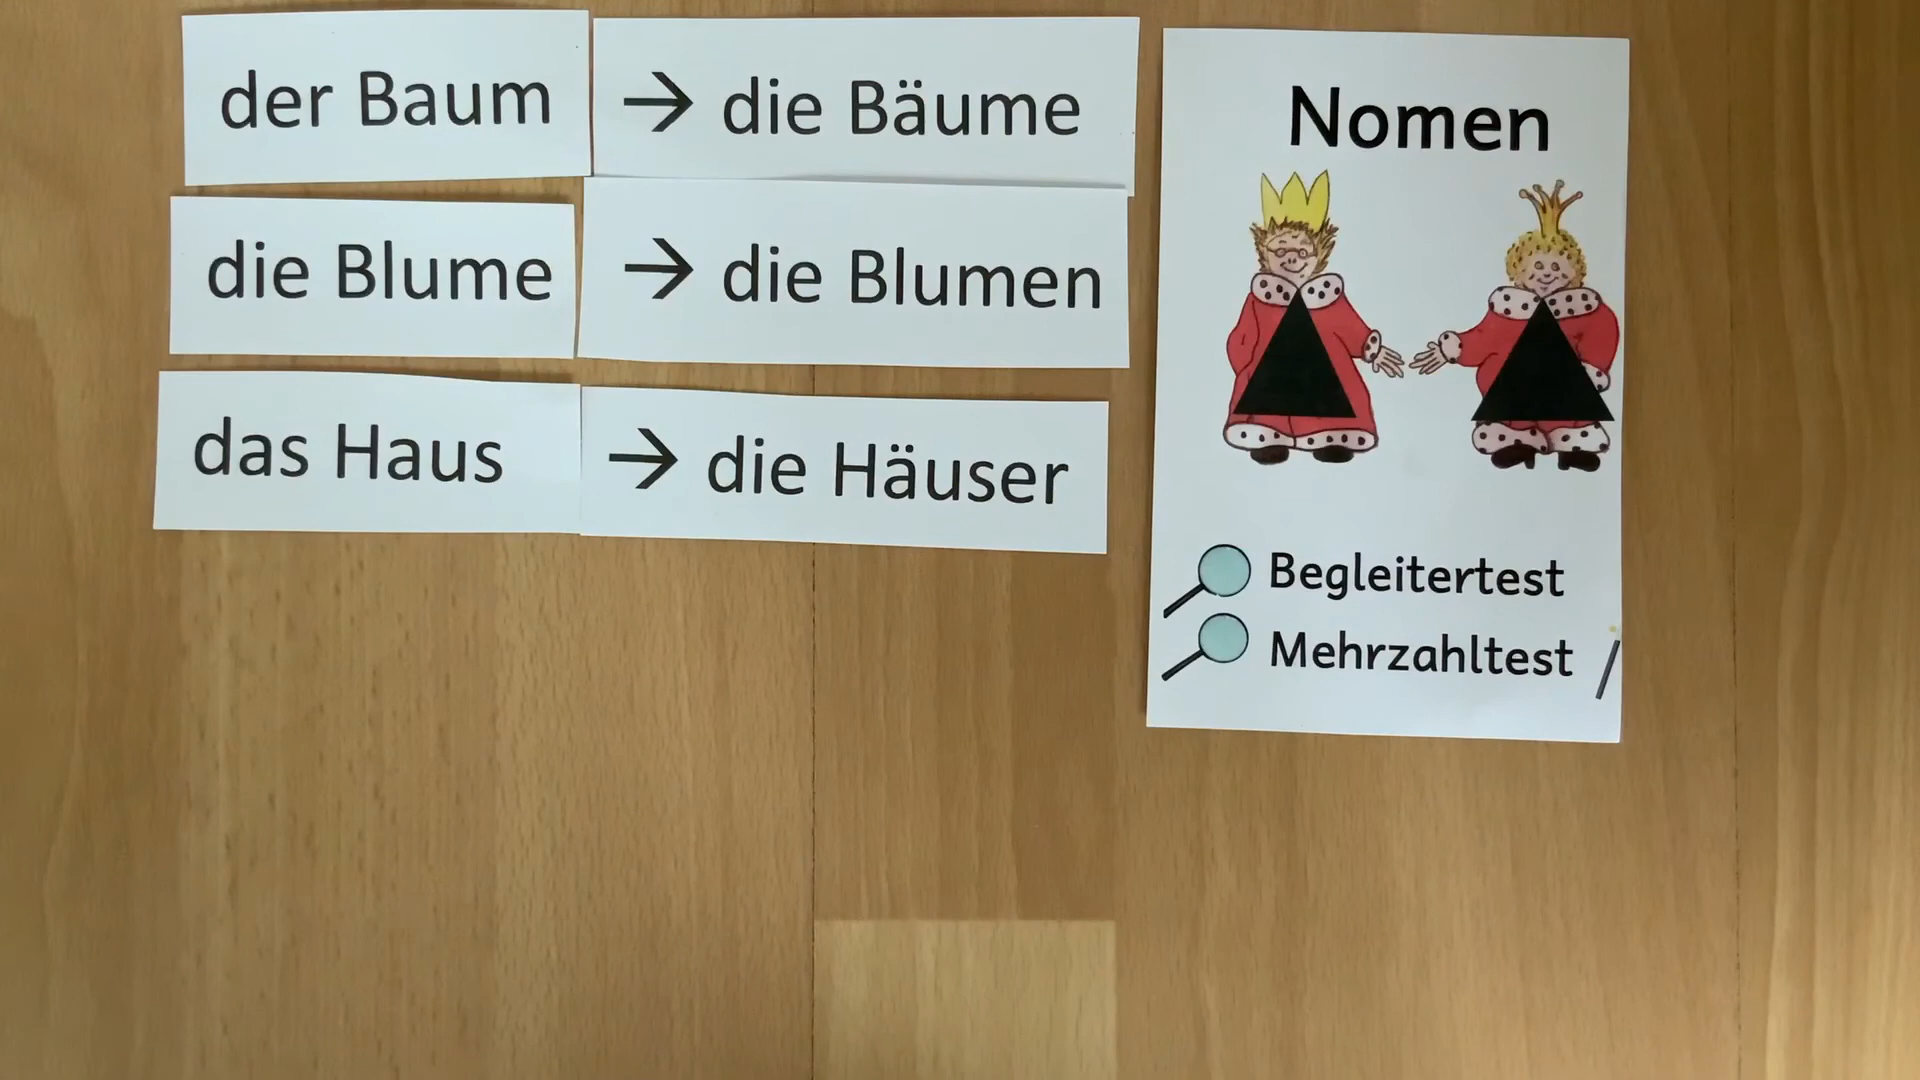 der Baum → die Bäume
die Blume → die Blumen
das Haus → die Häuser
Nomen
Begleitertest
Mehrzahltest